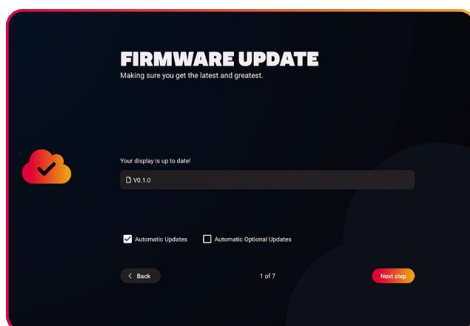 FIRMWARE UPDATE
Making sure you get the latest and greatest.
Your display is up to date!
V0.1.0
Automatic Updates Automatic Optional Updates
Back 1 of 7 Next step